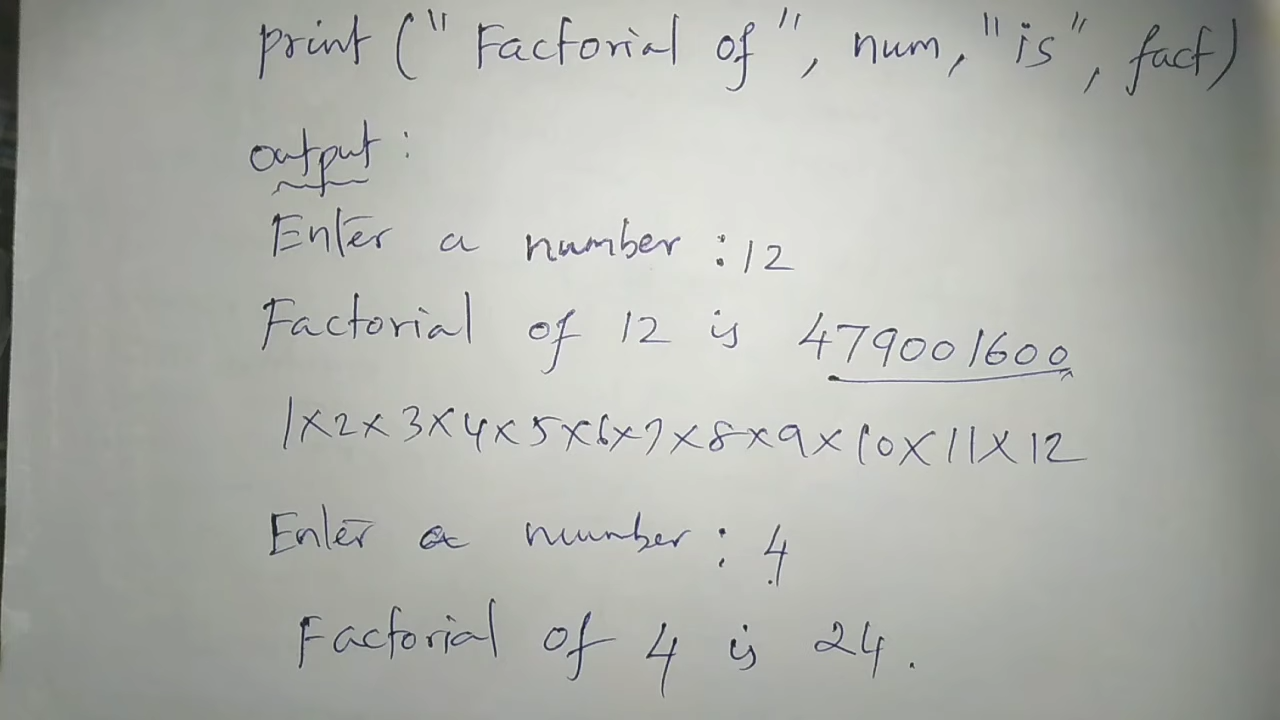 print ("Factorial of", num, "is", fact)
output :
Enter a number : 12
Factorial of 12 is 479001600
1×2×3×4×5×6×7×8×9×10×11×12
Enter a number : 4
Factorial of 4 is 24.